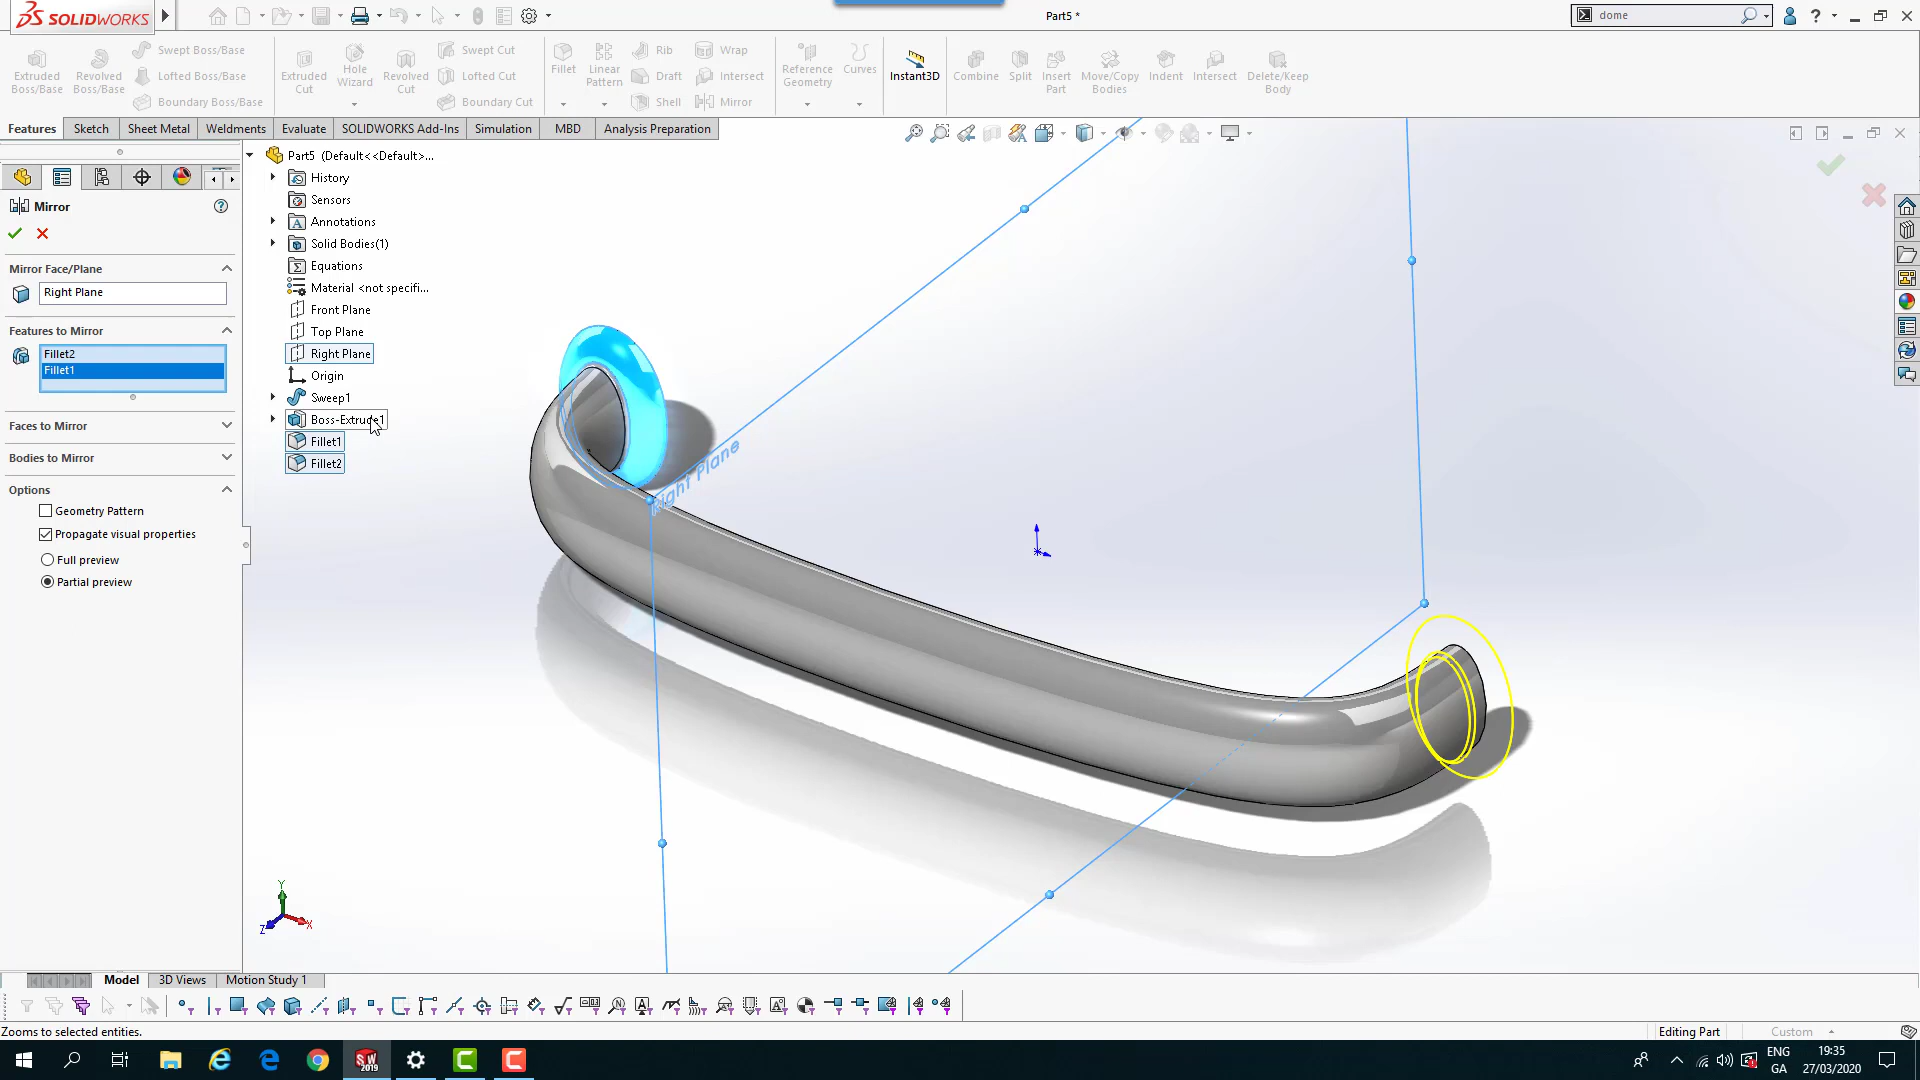 SOLIDWORKS
Part5 *
dome
Extruded Boss/Base
Revolved Boss/Base
Swept Boss/Base
Lofted Boss/Base
Boundary Boss/Base
Extruded Cut
Hole Wizard
Revolved Cut
Swept Cut
Lofted Cut
Boundary Cut
Fillet
Linear Pattern
Rib
Draft
Shell
Wrap
Intersect
Mirror
Reference Geometry
Curves
Instant3D
Combine
Split
Insert Part
Move/Copy Bodies
Indent
Intersect
Delete/Keep Body
Features
Sketch
Sheet Metal
Weldments
Evaluate
SOLIDWORKS Add-Ins
Simulation
MBD
Analysis Preparation
Mirror
Mirror Face/Plane
Right Plane
Features to Mirror
Fillet2
Fillet1
Faces to Mirror
Bodies to Mirror
Options
Geometry Pattern
Propagate visual properties
Full preview
Partial preview
Part5 (Default<<Default>...
History
Sensors
Annotations
Solid Bodies(1)
Equations
Material <not specifi...
Front Plane
Top Plane
Right Plane
Origin
Sweep1
Boss-Extrude1
Fillet1
Fillet2
Right Plane
Y
X
Z
Model
3D Views
Motion Study 1
Zooms to selected entities.
Editing Part
Custom
SW
2019
ENG
GA
19:35
27/03/2020